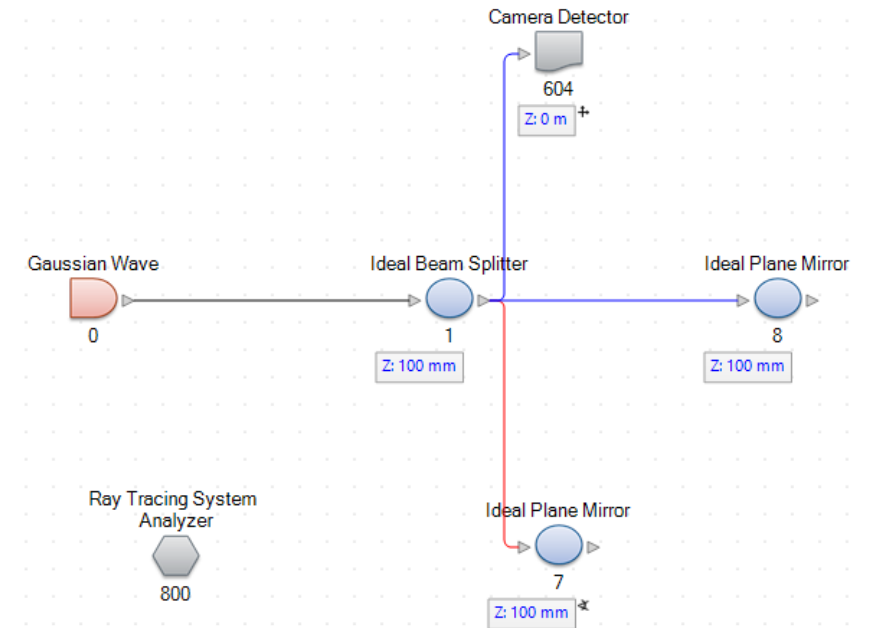 Camera Detector
604
Z: 0 m
Gaussian Wave
0
Ideal Beam Splitter
1
Z: 100 mm
Ideal Plane Mirror
8
Z: 100 mm
Ray Tracing System
Analyzer
800
Ideal Plane Mirror
7
Z: 100 mm